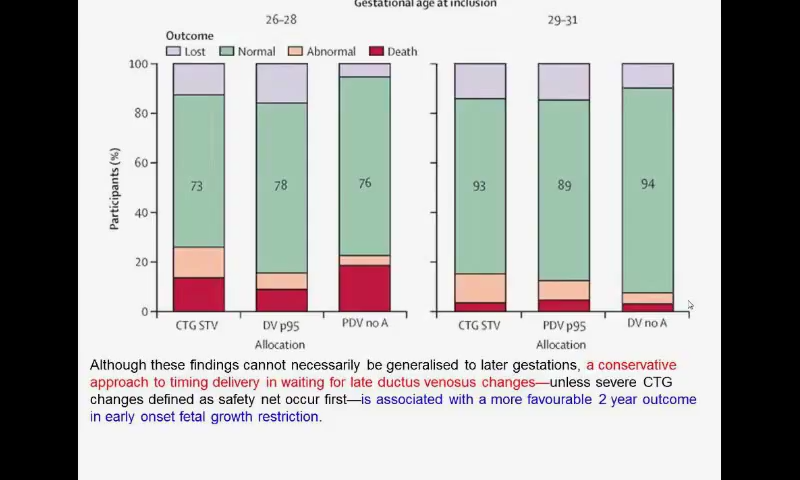 Gestational age at inclusion
26–28
29–31
Outcome
Lost Normal Abnormal Death
Participants (%)
100
80
60
40
20
0
73
78
76
93
89
94
CTG STV DV p95 PDV no A
CTG STV PDV p95 DV no A
Allocation
Allocation
Although these findings cannot necessarily be generalised to later gestations, a conservative
approach to timing delivery in waiting for late ductus venosus changes—unless severe CTG
changes defined as safety net occur first—is associated with a more favourable 2 year outcome
in early onset fetal growth restriction.